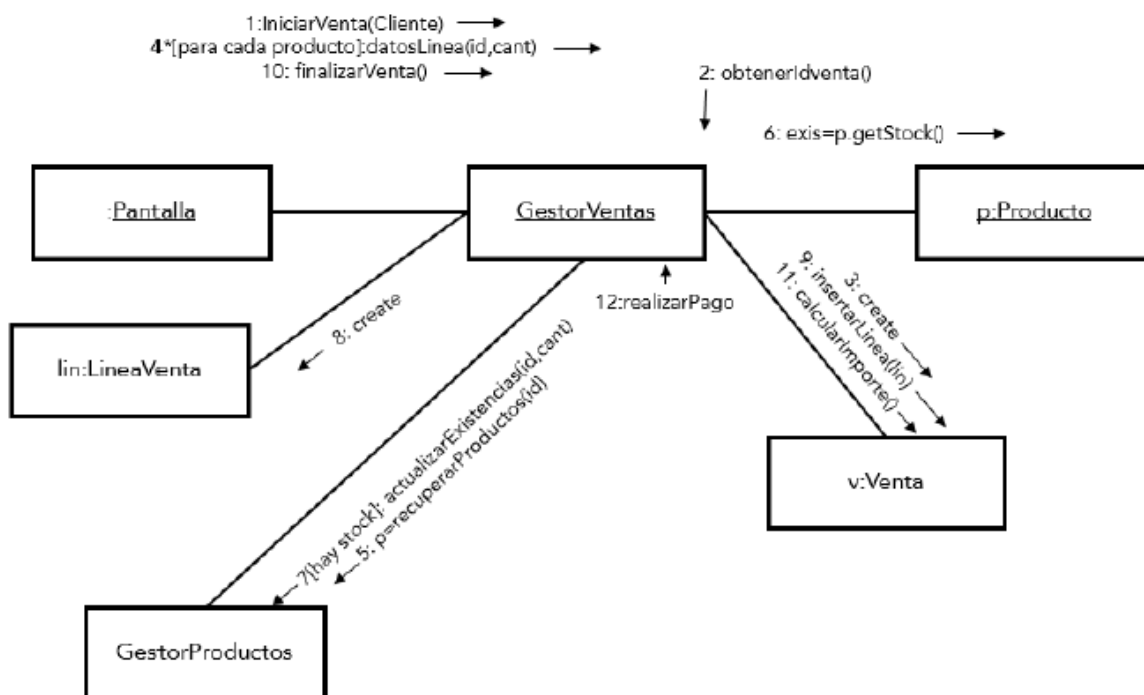 1:IniciarVenta(Cliente)
4*[para cada producto]:datosLinea(id,cant)
10: finalizarVenta()
2: obtenerIdventa()
6: exis=p.getStock()
:Pantalla
GestorVentas
p:Producto
12:realizarPago
8: create
3: create
9: insertarLinea(lin)
11: calcularImporte()
lin:LineaVenta
7[hay stock]: actualizarExistencias(id,cant)
5: p=recuperarProductos(id)
v:Venta
GestorProductos